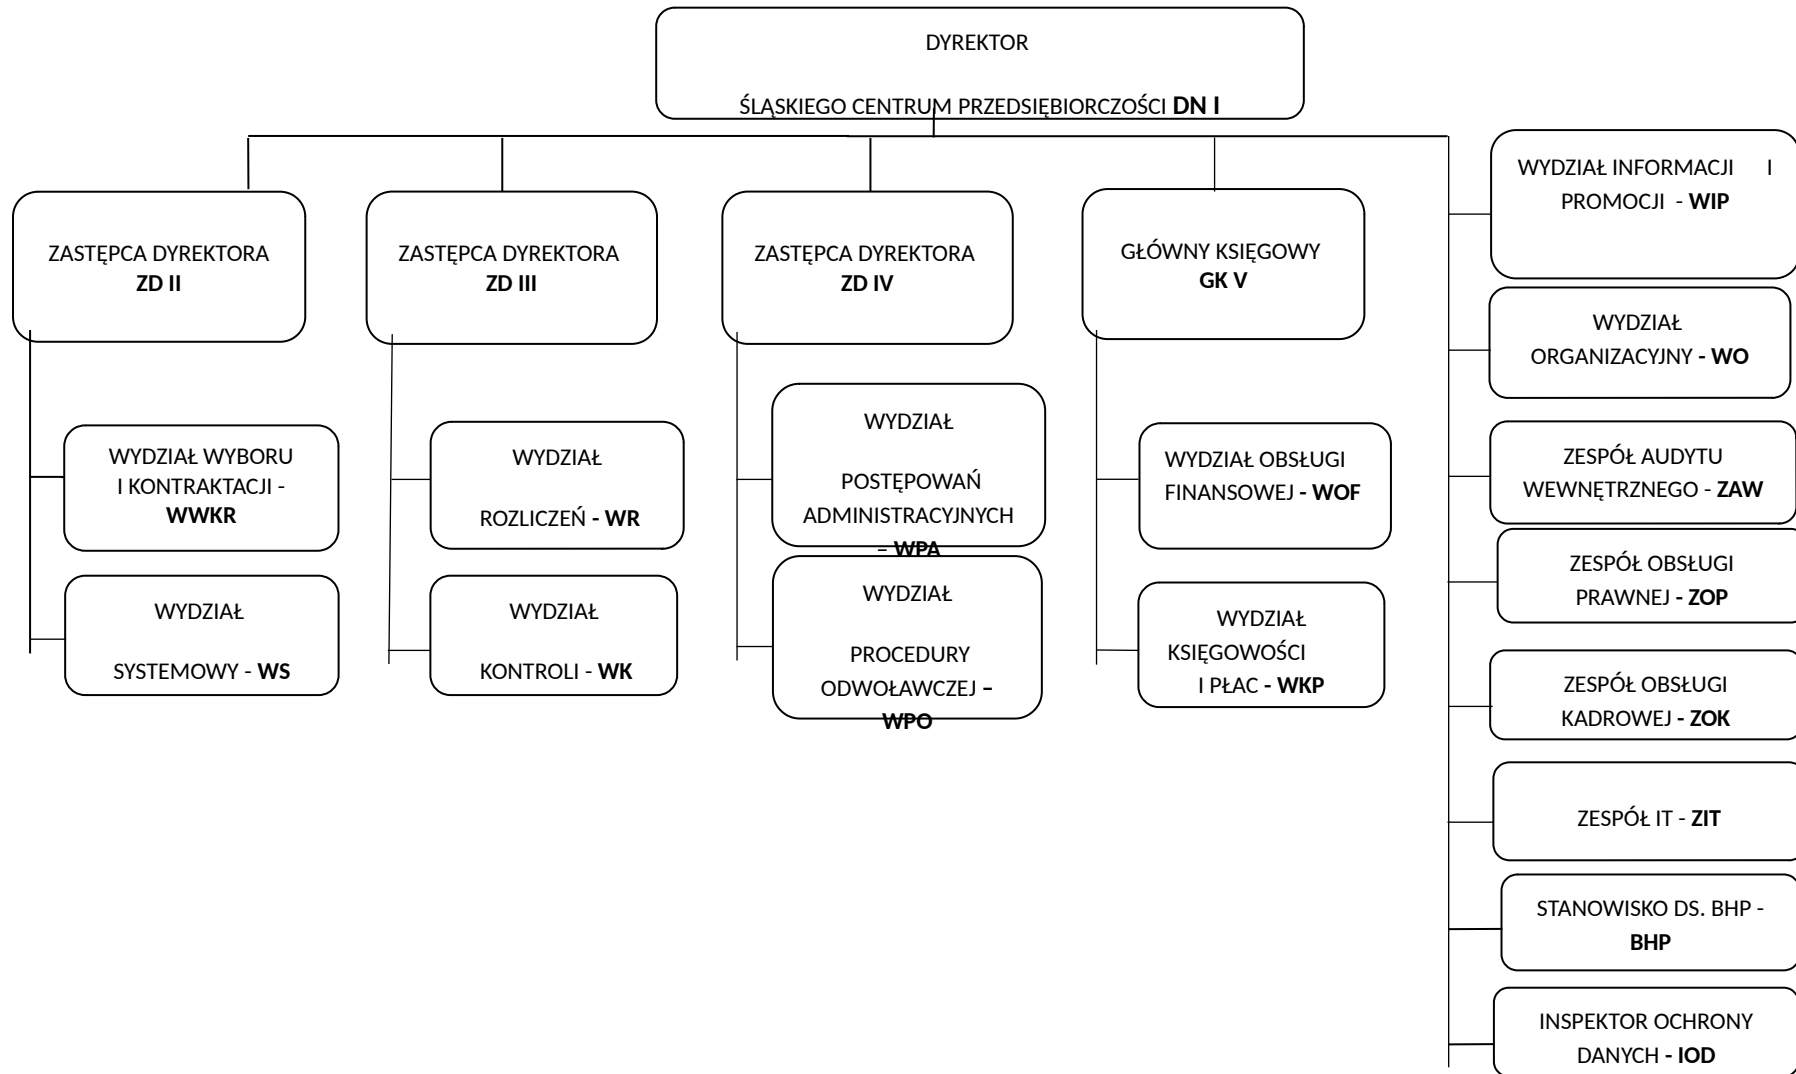 DYREKTOR
ŚLĄSKIEGO CENTRUM PRZEDSIĘBIORCZOŚCI DN I
ZASTĘPCA DYREKTORA
ZD II
ZASTĘPCA DYREKTORA
ZD III
ZASTĘPCA DYREKTORA
ZD IV
GŁÓWNY KSIĘGOWY
GK V
WYDZIAŁ WYBORU
I KONTRAKTACJI -
WWKR
WYDZIAŁ
SYSTEMOWY - WS
WYDZIAŁ
ROZLICZEŃ - WR
WYDZIAŁ
KONTROLI - WK
WYDZIAŁ
POSTĘPOWAŃ
ADMINISTRACYJNYCH
– WPA
WYDZIAŁ
PROCEDURY
ODWOŁAWCZEJ –
WPO
WYDZIAŁ OBSŁUGI
FINANSOWEJ - WOF
WYDZIAŁ
KSIĘGOWOŚCI
I PŁAC - WKP
WYDZIAŁ INFORMACJI I
PROMOCJI - WIP
WYDZIAŁ
ORGANIZACYJNY - WO
ZESPÓŁ AUDYTU
WEWNĘTRZNEGO - ZAW
ZESPÓŁ OBSŁUGI
PRAWNEJ - ZOP
ZESPÓŁ OBSŁUGI
KADROWEJ - ZOK
ZESPÓŁ IT - ZIT
STANOWISKO DS. BHP -
BHP
INSPEKTOR OCHRONY
DANYCH - IOD